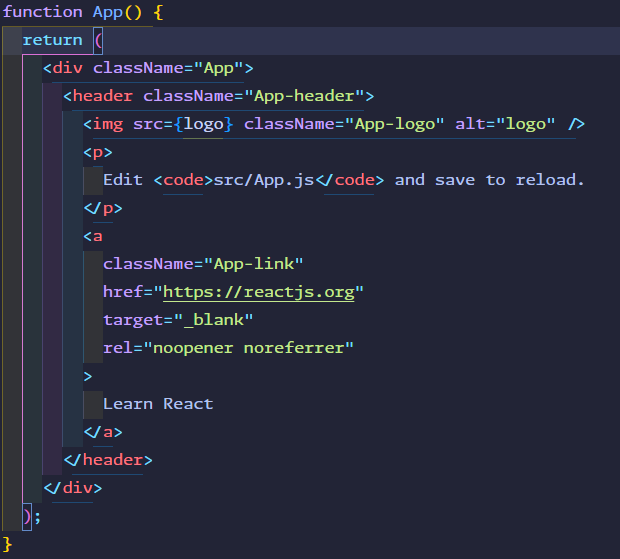 function App() {
  return (
    <div className="App">
      <header className="App-header">
        <img src={logo} className="App-logo" alt="logo" />
        <p>
          Edit <code>src/App.js</code> and save to reload.
        </p>
        <a
          className="App-link"
          href="https://reactjs.org"
          target="_blank"
          rel="noopener noreferrer"
        >
          Learn React
        </a>
      </header>
    </div>
  );
}